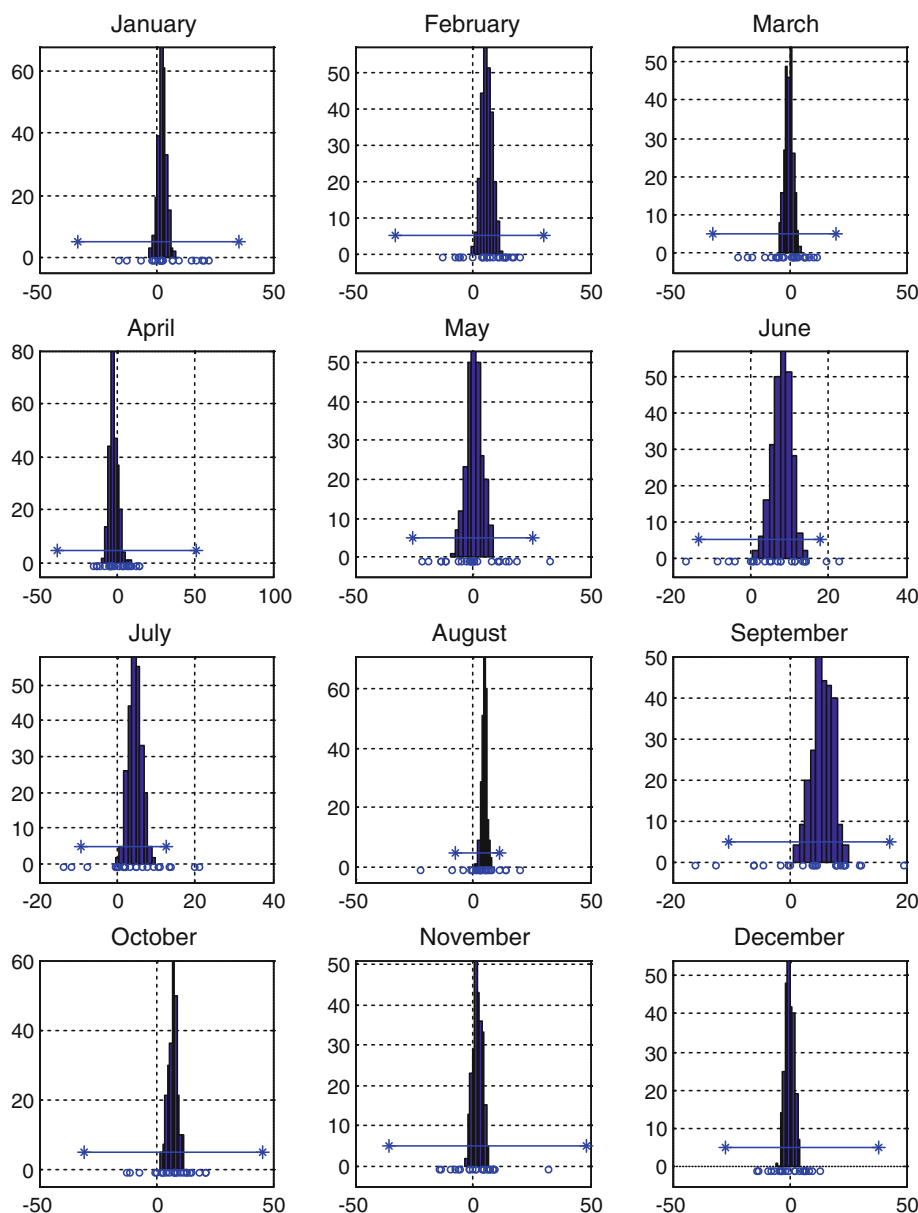 January February March
60 50 50
40 40 40
30 30
20 20 20
10 10
0 0 0
-50 0 50 -50 0 50 -50 0 50
April May June
80 50 50
60 40 40
40 30 30
20 20 20
10 10
0 0 0
-50 0 50 100 -50 0 50 -20 0 20 40
July August September
50 60 50
40 40
30 40 30
20 20 20
10 10
0 0 0
-20 0 20 40 -50 0 50 -20 0 20
October November December
60 50 50
40 40 40
30 30
20 20 20
10 10
0 0 0
-50 0 50 -50 0 50 -50 0 50